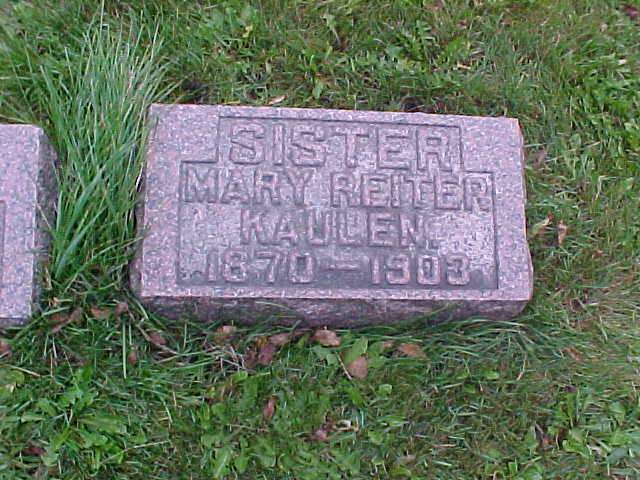 SISTER
MARY REITER
KAULEN.
1870–1903